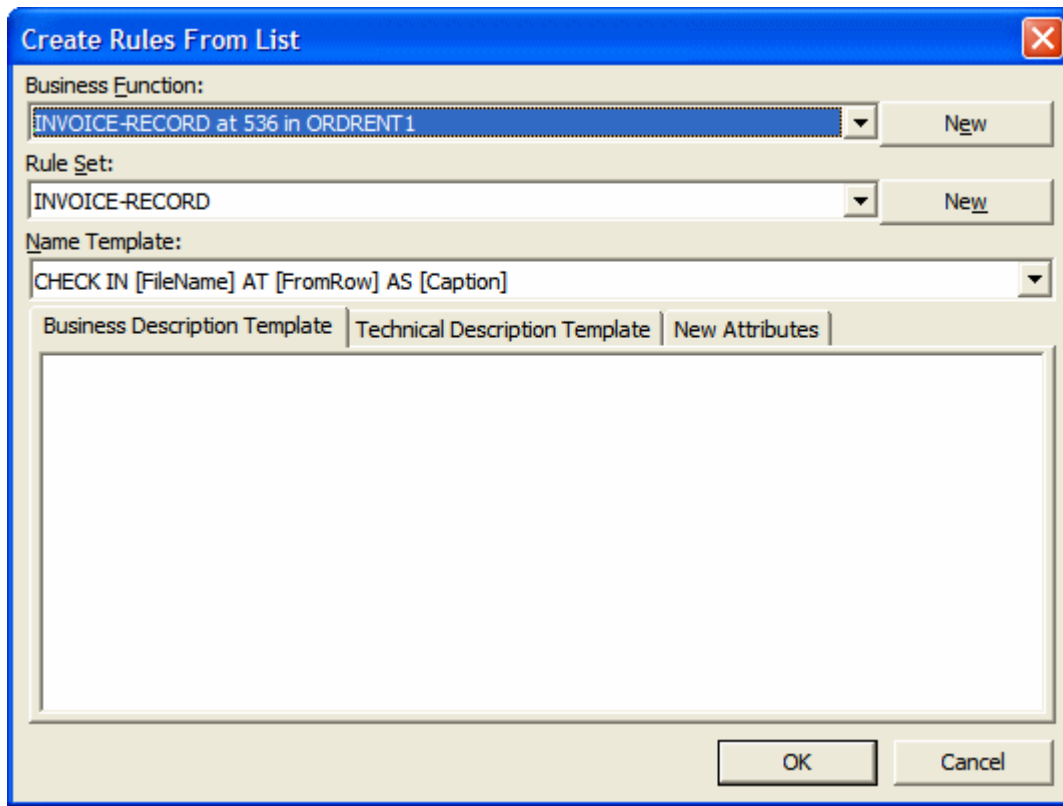 Create Rules From List
Business Function:
INVOICE-RECORD at 536 in ORDRENT1
New
Rule Set:
INVOICE-RECORD
New
Name Template:
CHECK IN [FileName] AT [FromRow] AS [Caption]
Business Description Template
Technical Description Template
New Attributes
OK
Cancel